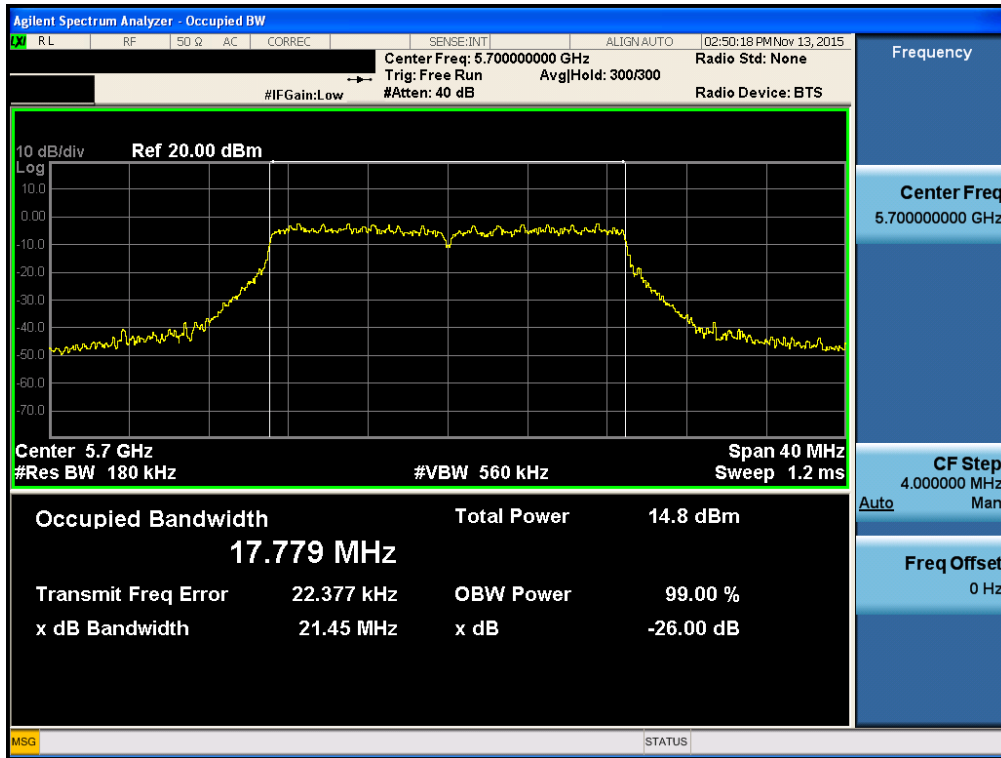 Agilent Spectrum Analyzer - Occupied BW
LXI RL RF 50 Ω AC CORREC SENSE:INT ALIGN AUTO 02:50:18 PM Nov 13, 2015
Center Freq: 5.700000000 GHz Radio Std: None
Trig: Free Run Avg|Hold: 300/300
#IFGain:Low #Atten: 40 dB Radio Device: BTS
10 dB/div Ref 20.00 dBm
Log
10.0
0.00
-10.0
-20.0
-30.0
-40.0
-50.0
-60.0
-70.0
Center 5.7 GHz Span 40 MHz
#Res BW 180 kHz #VBW 560 kHz Sweep 1.2 ms
Occupied Bandwidth Total Power 14.8 dBm
17.779 MHz
Transmit Freq Error 22.377 kHz OBW Power 99.00 %
x dB Bandwidth 21.45 MHz x dB -26.00 dB
Frequency
Center Freq
5.700000000 GHz
CF Step
4.000000 MHz
Auto Man
Freq Offset
0 Hz
MSG STATUS